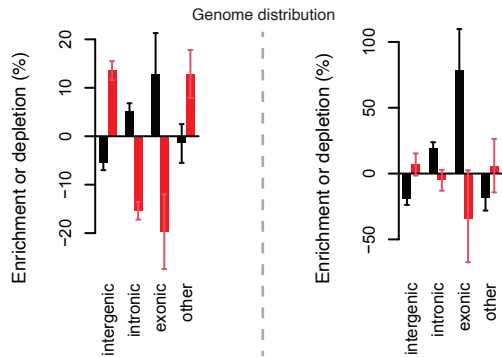 Genome distribution
Enrichment or depletion (%)
20
10
0
−10
−20
intergenic
intronic
exonic
other
Enrichment or depletion (%)
100
50
0
−50
intergenic
intronic
exonic
other